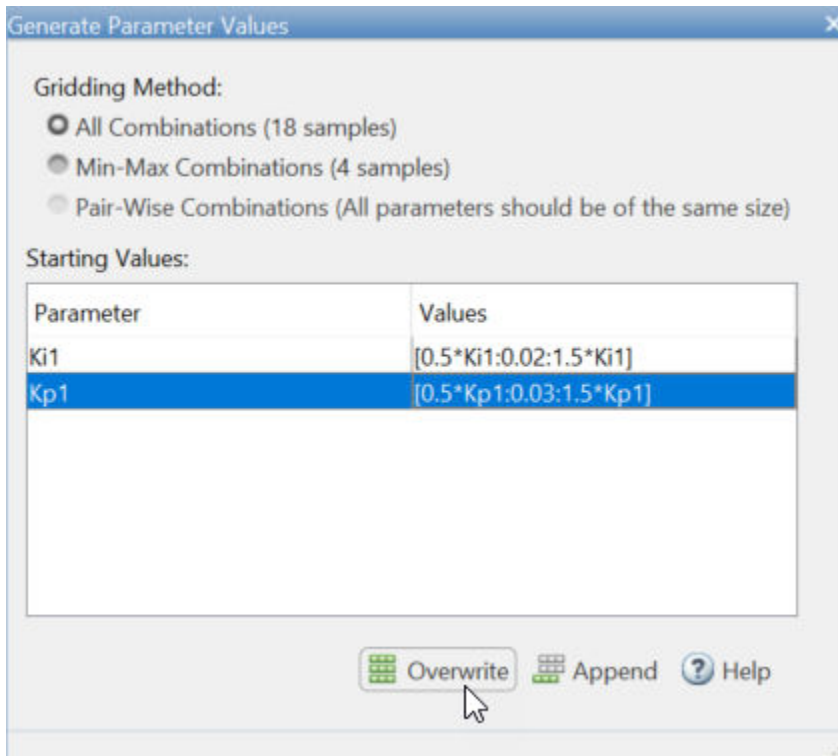 Generate Parameter Values
Gridding Method:
All Combinations (18 samples)
Min-Max Combinations (4 samples)
Pair-Wise Combinations (All parameters should be of the same size)
Starting Values:
Parameter Values
Ki1 [0.5*Ki1:0.02:1.5*Ki1]
Kp1 [0.5*Kp1:0.03:1.5*Kp1]
Overwrite Append ? Help